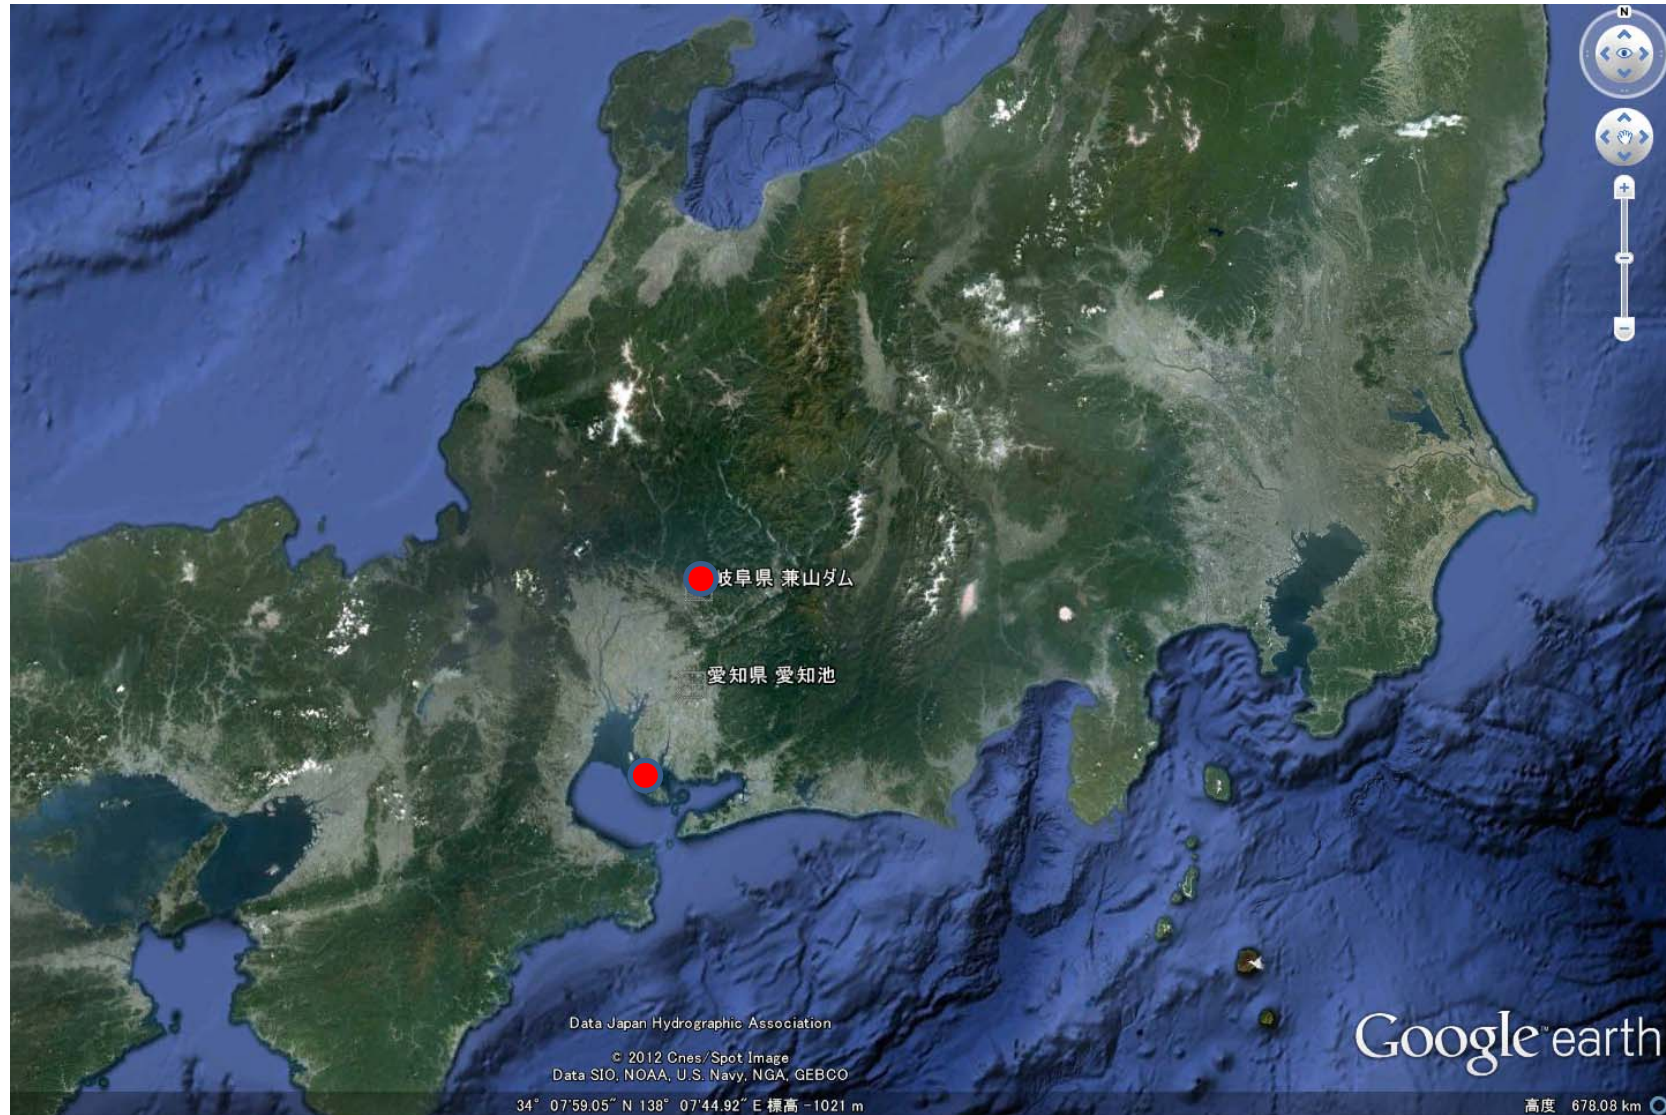 N
岐阜県 兼山ダム
愛知県 愛知池
Data Japan Hydrographic Association
© 2012 Cnes/Spot Image
Data SIO, NOAA, U.S. Navy, NGA, GEBCO
Google™ earth
34° 07'59.05" N 138° 07'44.92" E 標高 -1021 m
高度 678.08 km